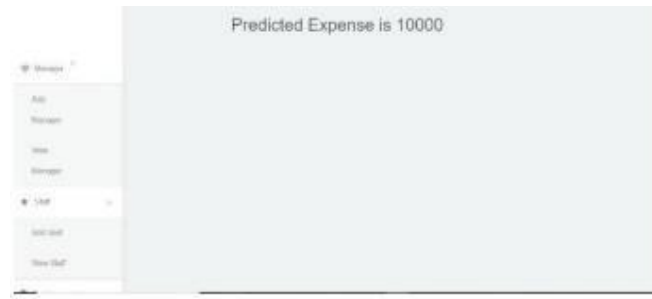 Predicted Expense is 10000
Manager
Add
Manager
View
Manager
Staff
Add Staff
View Staff